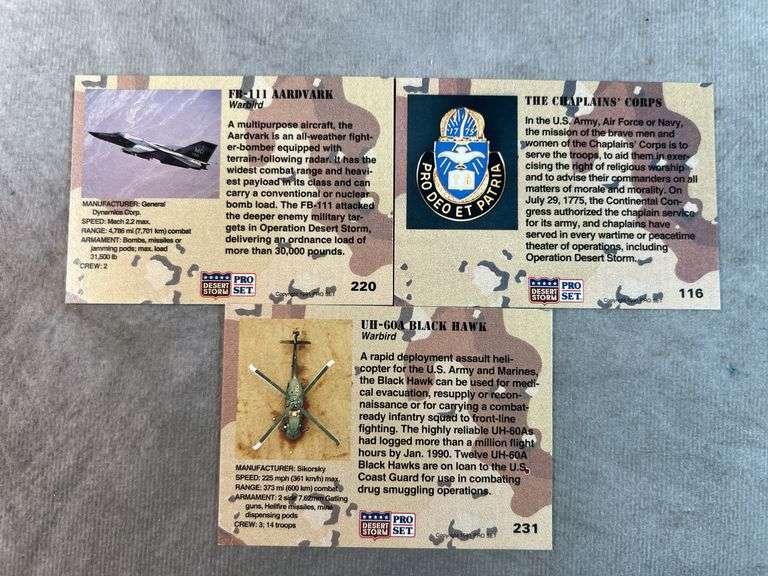 FB-111 AARDVARK
Warbird
A multipurpose aircraft, the
Aardvark is an all-weather fight-
er-bomber equipped with
terrain-following radar. It has the
widest combat range and heavi-
est payload in its class and can
carry a conventional or nuclear
bomb load. The FB-111 attacked
the deeper enemy military tar-
gets in Operation Desert Storm,
delivering an ordnance load of
more than 30,000 pounds.
MANUFACTURER: General
Dynamics Corp.
SPEED: Mach 2.2 max.
RANGE: 4,786 mi (7,701 km) combat
ARMAMENT: Bombs, missiles or
jamming pods; max. load
31,500 lb
CREW: 2
DESERT STORM
PRO SET.
Copyright 1991 PRO SET
220
PRO DEO ET PATRIA
1775
THE CHAPLAINS' CORPS
In the U.S. Army, Air Force or Navy,
the mission of the brave men and
women of the Chaplains' Corps is to
serve the troops, to aid them in exer-
cising the right of religious worship
and to advise their commanders on all
matters of morale and morality. On
July 29, 1775, the Continental Con-
gress authorized the chaplain service
for its army, and chaplains have
served in every wartime or peacetime
theater of operations, including
Operation Desert Storm.
DESERT STORM
PRO SET.
Copyright 1991 PRO SET
116
UH-60A BLACK HAWK
Warbird
A rapid deployment assault heli-
copter for the U.S. Army and Marines,
the Black Hawk can be used for medi-
cal evacuation, resupply or recon-
naissance or for carrying a combat-
ready infantry squad to front-line
fighting. The highly reliable UH-60As
had logged more than a million flight
hours by Jan. 1990. Twelve UH-60A
Black Hawks are on loan to the U.S.
Coast Guard for use in combating
drug smuggling operations.
MANUFACTURER: Sikorsky
SPEED: 225 mph (361 km/h) max.
RANGE: 373 mi (600 km) combat
ARMAMENT: 2 side 7.62mm Gatling
guns, Hellfire missiles, mine
dispensing pods
CREW: 3; 14 troops
DESERT STORM
PRO SET.
Copyright 1991 PRO SET
231